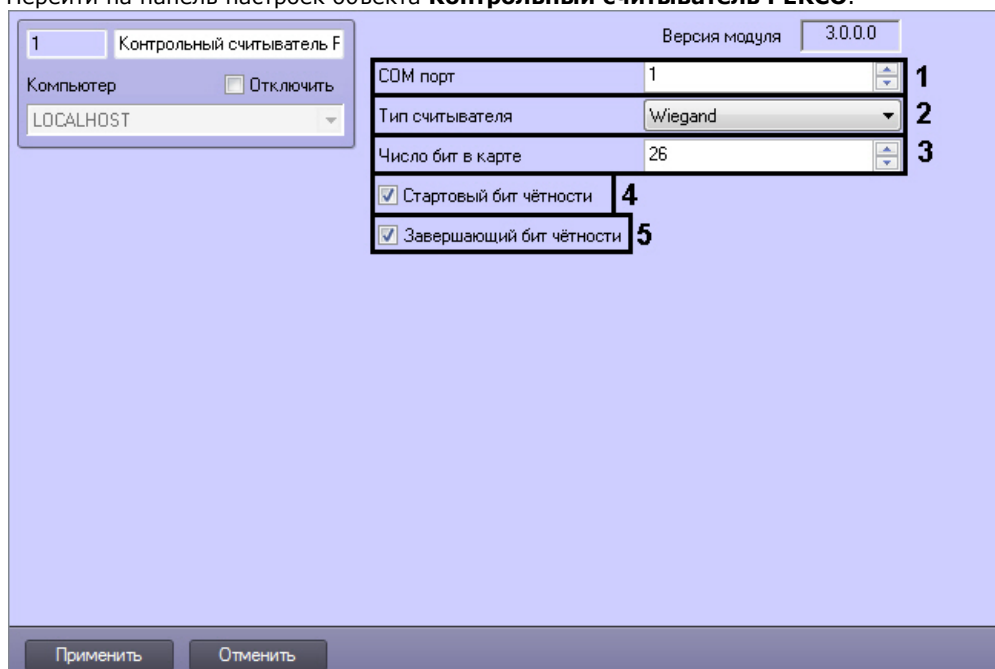 Перейти на панель настроек объекта Контрольный считыватель PERCo.
1 Контрольный считыватель F
Версия модуля 3.0.0.0
Компьютер Отключить
LOCALHOST
COM порт 1 1
Тип считывателя Wiegand 2
Число бит в карте 26 3
Стартовый бит чётности 4
Завершающий бит чётности 5
Применить Отменить